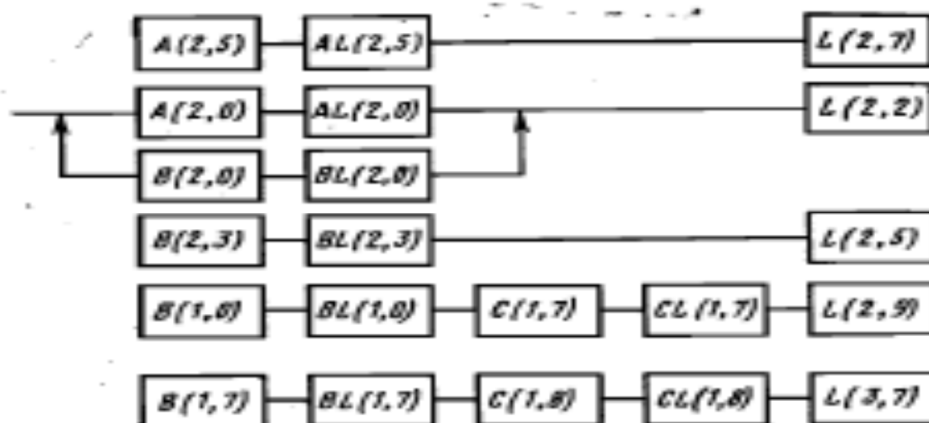 A(2,5) AL(2,5) L(2,7)
A(2,0) AL(2,0) L(2,2)
B(2,0) BL(2,0)
B(2,3) BL(2,3) L(2,5)
B(1,6) BL(1,6) C(1,7) CL(1,7) L(2,9)
B(1,7) BL(1,7) C(1,8) CL(1,8) L(3,7)